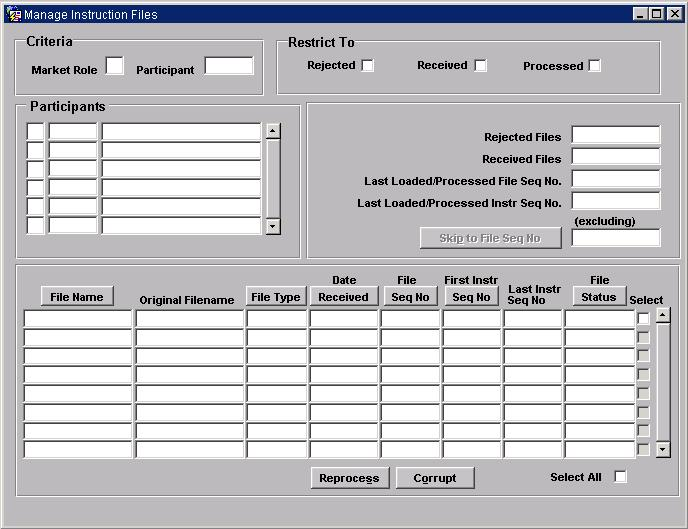 Manage Instruction Files
Criteria
Market Role Participant
Restrict To
Rejected Received Processed
Participants
Rejected Files
Received Files
Last Loaded/Processed File Seq No.
Last Loaded/Processed Instr Seq No.
(excluding)
Skip to File Seq No
File Name
Original Filename
File Type
Date
Received
File
Seq No
First Instr
Seq No
Last Instr
Seq No
File
Status
Select
Reprocess Corrupt Select All